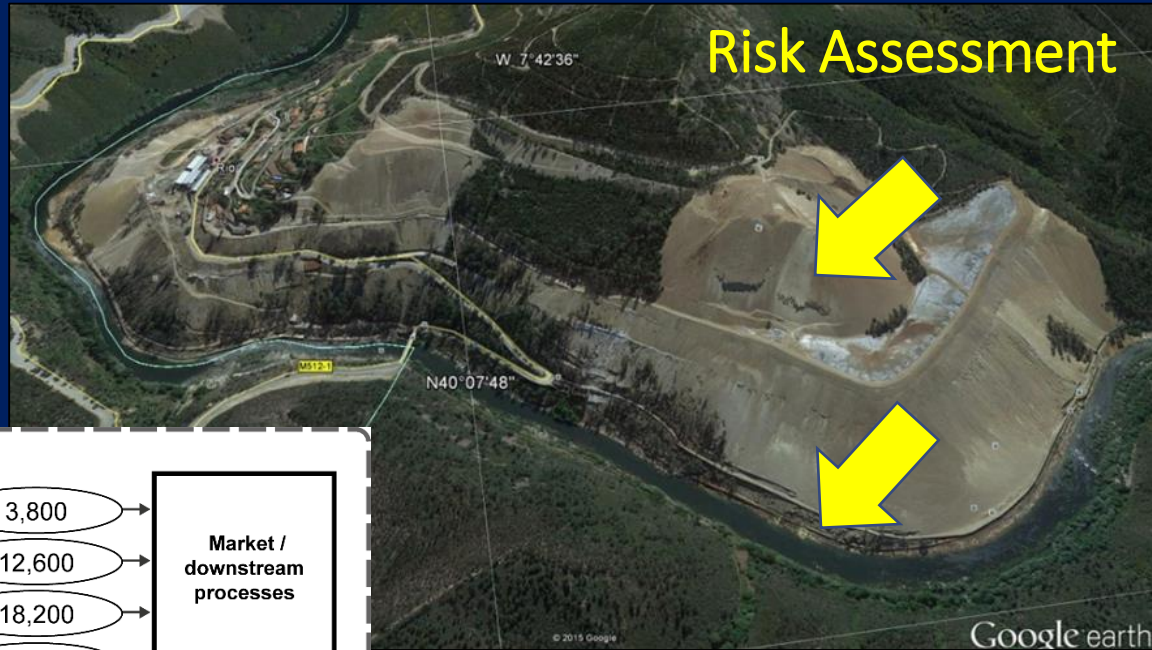 Risk Assessment
W 7°42'36"
Rio
M512-1
N40°07'48"
3,800
12,600
18,200
Market /
downstream
processes
© 2015 Google
Google earth